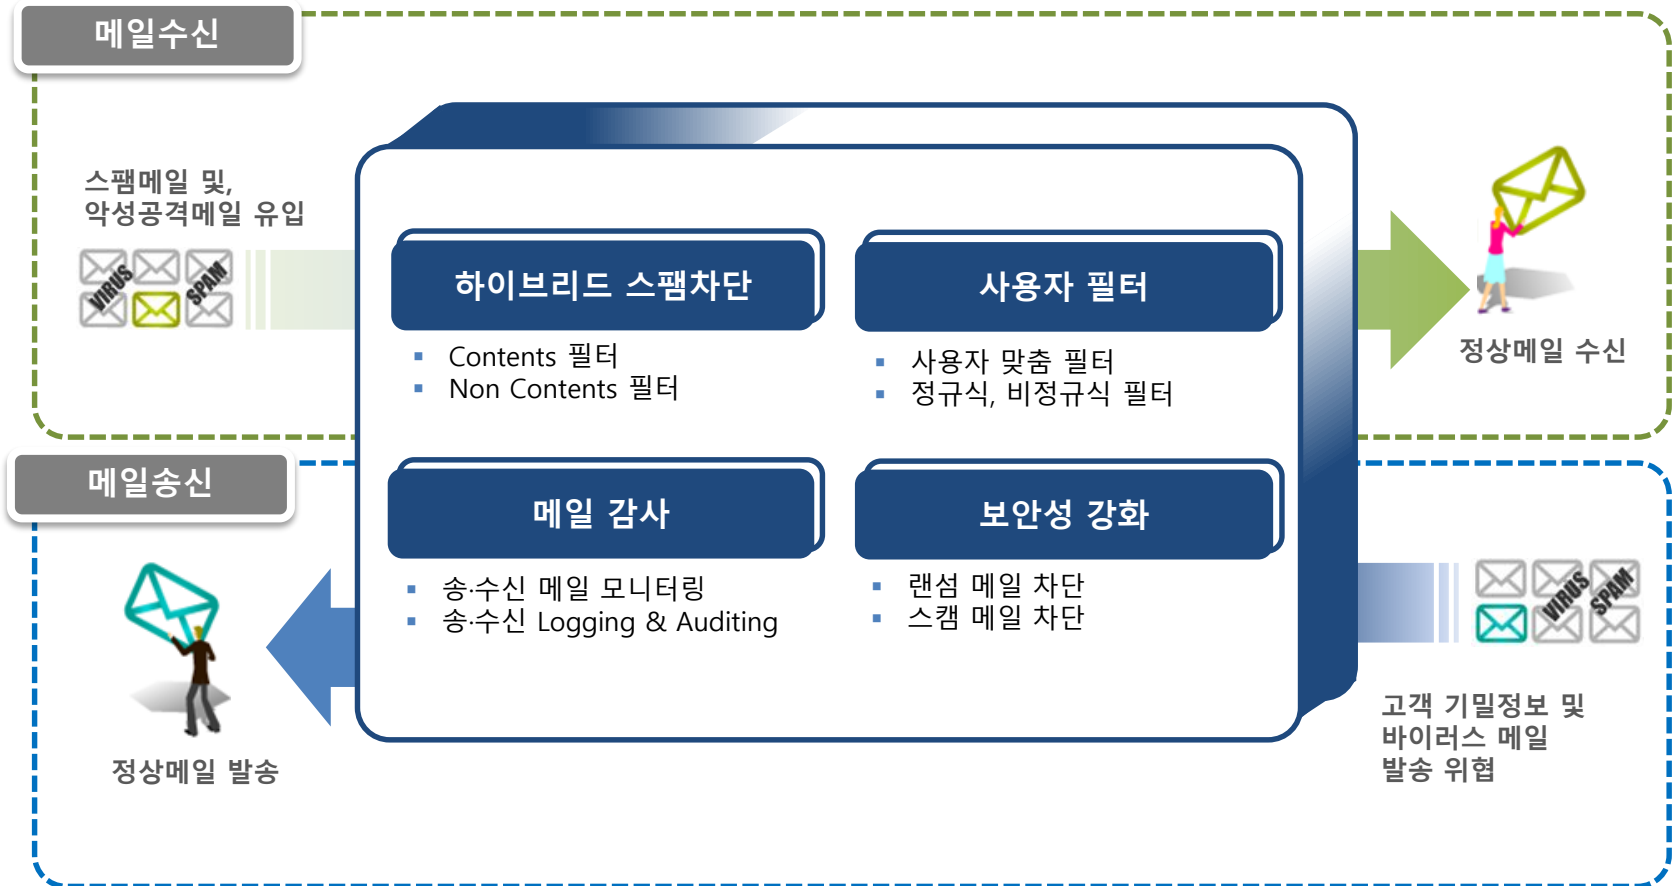 메일수신
스팸메일 및,
악성공격메일 유입
VIRUS
SPAM
하이브리드 스팸차단
Contents 필터
Non Contents 필터
사용자 필터
사용자 맞춤 필터
정규식, 비정규식 필터
정상메일 수신
메일송신
정상메일 발송
메일 감사
송·수신 메일 모니터링
송·수신 Logging & Auditing
보안성 강화
랜섬 메일 차단
스캠 메일 차단
VIRUS
SPAM
고객 기밀정보 및
바이러스 메일
발송 위협